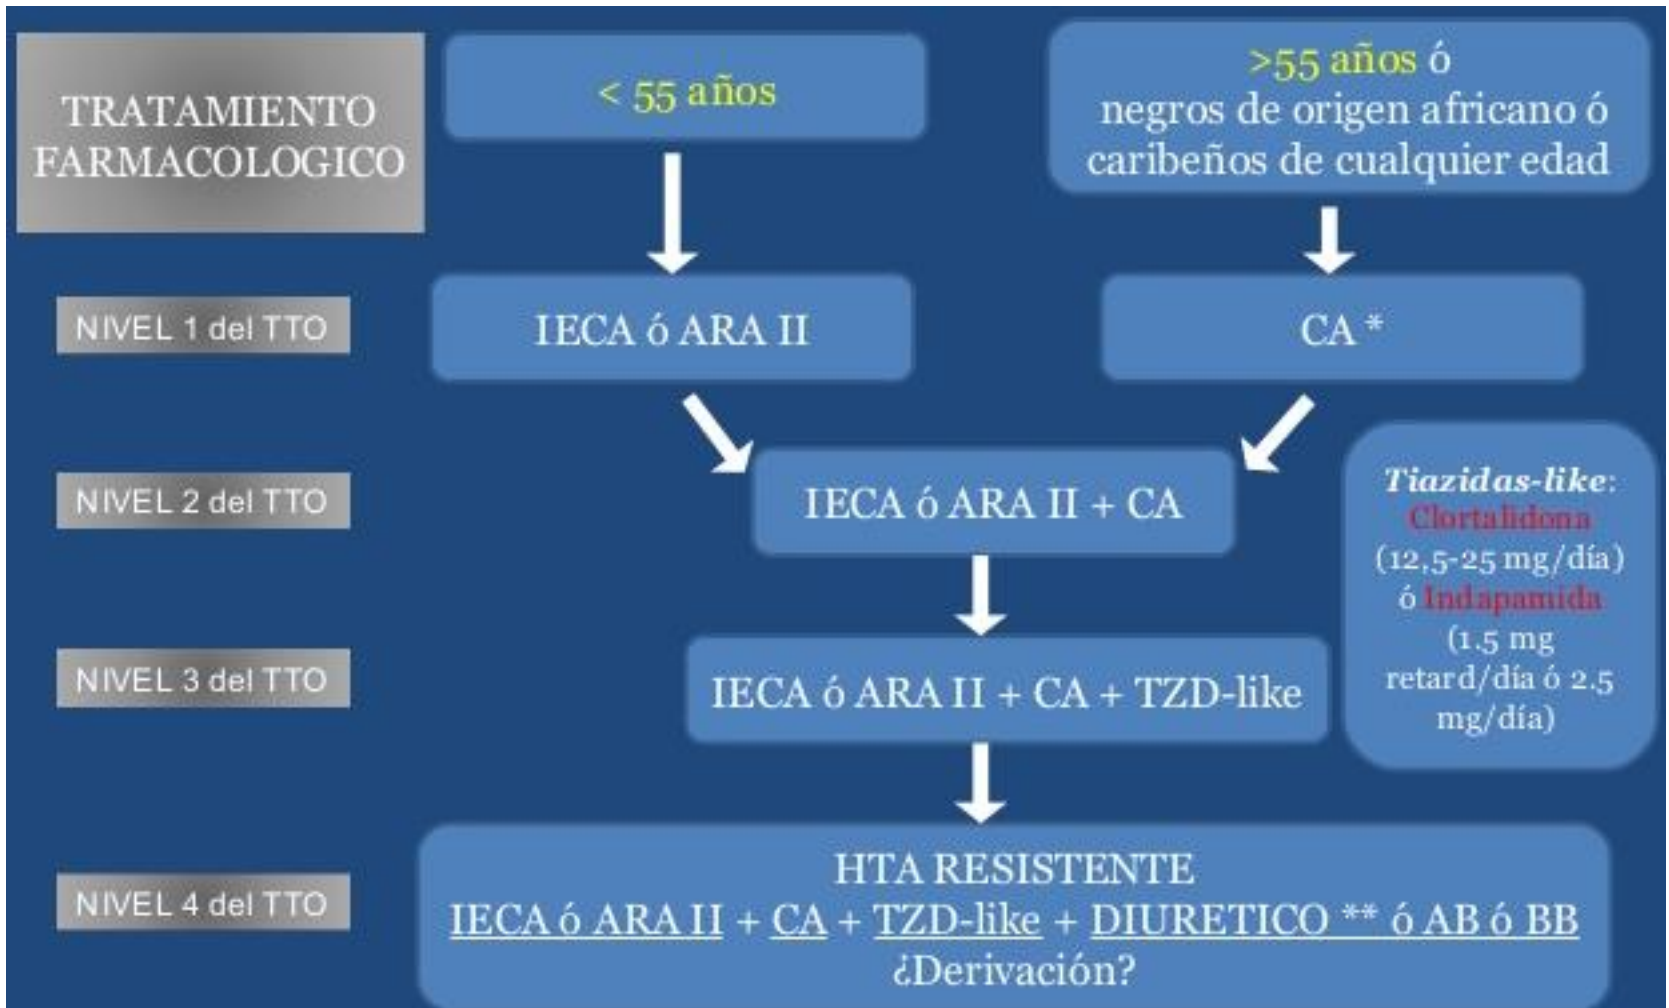 TRATAMIENTO
FARMACOLOGICO
< 55 años
>55 años ó
negros de origen africano ó
caribeños de cualquier edad
NIVEL 1 del TTO
IECA ó ARA II
CA *
NIVEL 2 del TTO
IECA ó ARA II + CA
Tiazidas-like:
Clortalidona
(12,5-25 mg/día)
ó Indapamida
(1.5 mg
retard/día ó 2.5
mg/día)
NIVEL 3 del TTO
IECA ó ARA II + CA + TZD-like
NIVEL 4 del TTO
HTA RESISTENTE
IECA ó ARA II + CA + TZD-like + DIURETICO ** ó AB ó BB
¿Derivación?